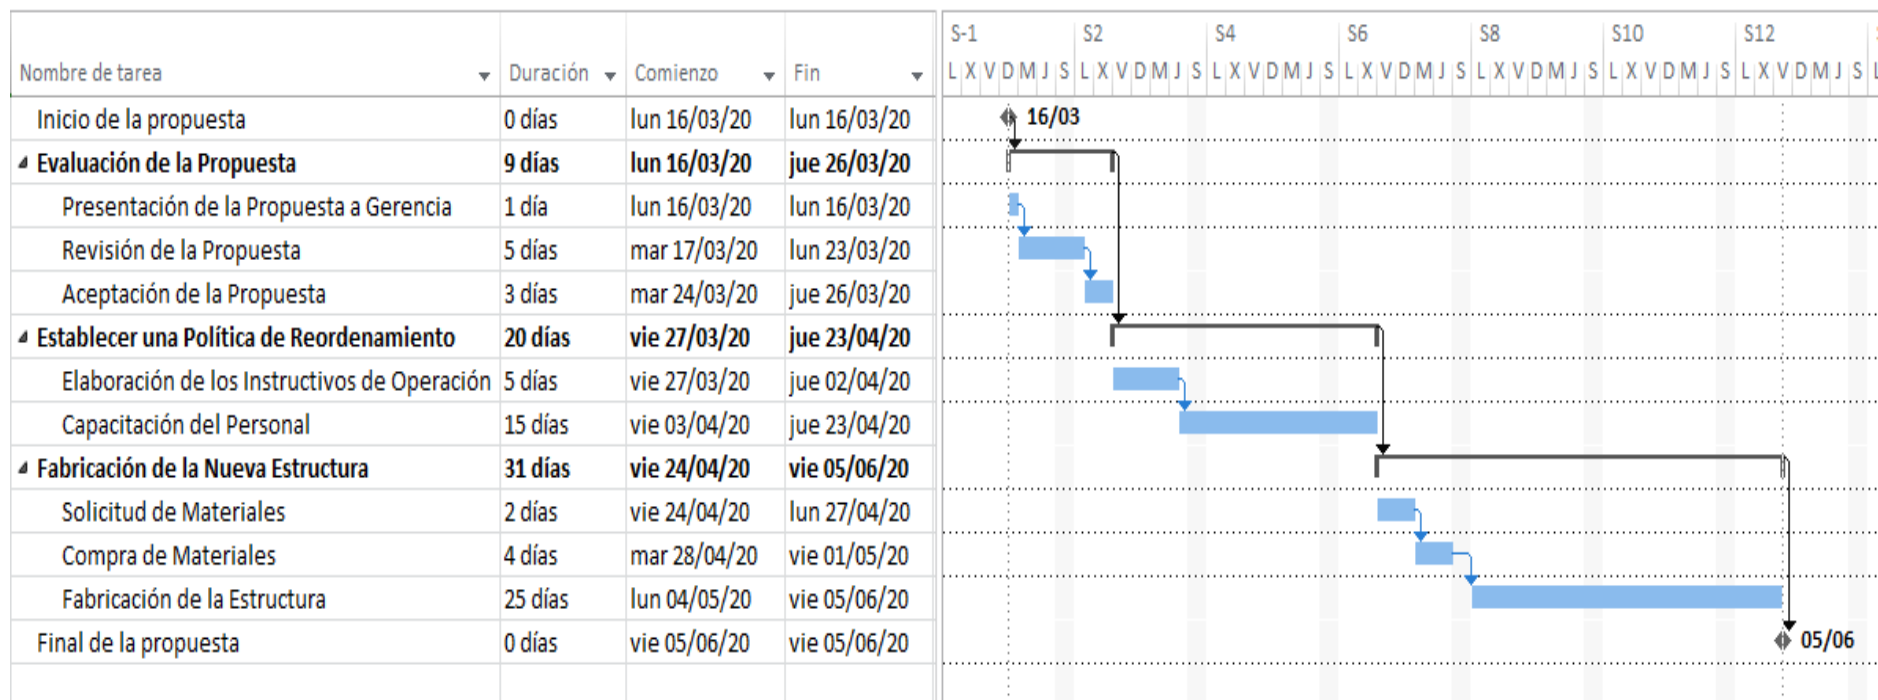 S-1 S2 S4 S6 S8 S10 S12
Nombre de tarea Duración Comienzo Fin L X V D M J S L X V D M J S L X V D M J S L X V D M J S L X V D M J S L X V D M J S L X V D M J S L
Inicio de la propuesta 0 días lun 16/03/20 lun 16/03/20 16/03
Evaluación de la Propuesta 9 días lun 16/03/20 jue 26/03/20
Presentación de la Propuesta a Gerencia 1 día lun 16/03/20 lun 16/03/20
Revisión de la Propuesta 5 días mar 17/03/20 lun 23/03/20
Aceptación de la Propuesta 3 días mar 24/03/20 jue 26/03/20
Establecer una Política de Reordenamiento 20 días vie 27/03/20 jue 23/04/20
Elaboración de los Instructivos de Operación 5 días vie 27/03/20 jue 02/04/20
Capacitación del Personal 15 días vie 03/04/20 jue 23/04/20
Fabricación de la Nueva Estructura 31 días vie 24/04/20 vie 05/06/20
Solicitud de Materiales 2 días vie 24/04/20 lun 27/04/20
Compra de Materiales 4 días mar 28/04/20 vie 01/05/20
Fabricación de la Estructura 25 días lun 04/05/20 vie 05/06/20
Final de la propuesta 0 días vie 05/06/20 vie 05/06/20 05/06